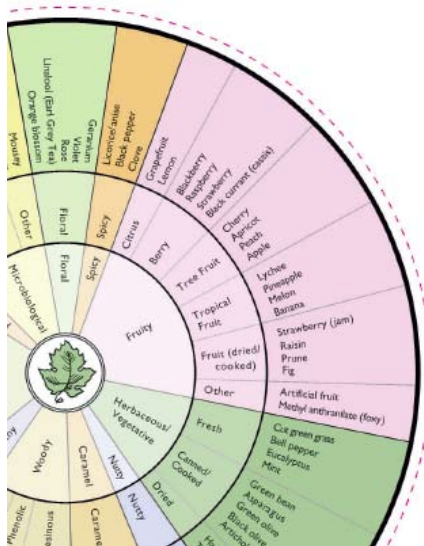 Mousey
Orange blossom
Linalool (Earl Grey Tea)
Rose
Violet
Geranium
Licorice/anise
Black pepper
Clove
Grapefruit
Lemon
Blackberry
Raspberry
Strawberry
Black currant (cassis)
Cherry
Apricot
Peach
Apple
Lychee
Pineapple
Melon
Banana
Strawberry (jam)
Raisin
Prune
Fig
Artificial fruit
Methyl anthranilate (foxy)
Cut green grass
Bell pepper
Eucalyptus
Mint
Green bean
Asparagus
Green olive
Black olive
Other
Floral
Spicy
Citrus
Berry
Tree Fruit
Tropical
Fruit
Fruit (dried/
cooked)
Other
Fresh
Canned/
Cooked
Dried
Nutty
Phenolic
Microbiological
Floral
Spicy
Fruity
Herbaceous/
Vegetative
Nutty
Caramel
Woody